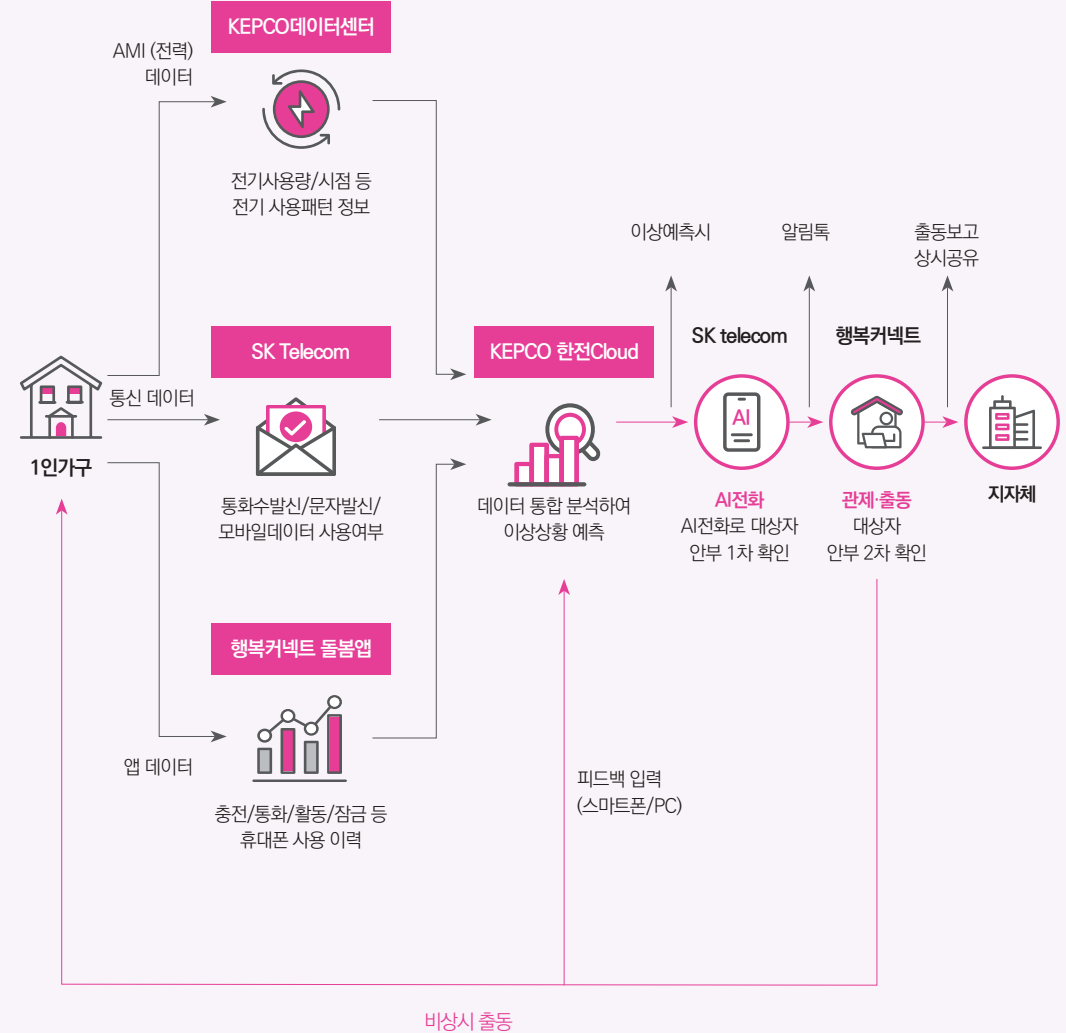 KEPCO데이터센터
AMI (전력)
데이터
전기사용량/시점 등
전기 사용패턴 정보
이상예측시
알림톡
출동보고
상시공유
SK Telecom
KEPCO 한전Cloud
SK telecom
행복커넥트
통신 데이터
AI
1인가구
통화수발신/문자발신/
모바일데이터 사용여부
데이터 통합 분석하여
이상상황 예측
AI전화
AI전화로 대상자
안부 1차 확인
관제·출동
대상자
안부 2차 확인
지자체
행복커넥트 돌봄앱
앱 데이터
충전/통화/활동/잠금 등
휴대폰 사용 이력
피드백 입력
(스마트폰/PC)
비상시 출동